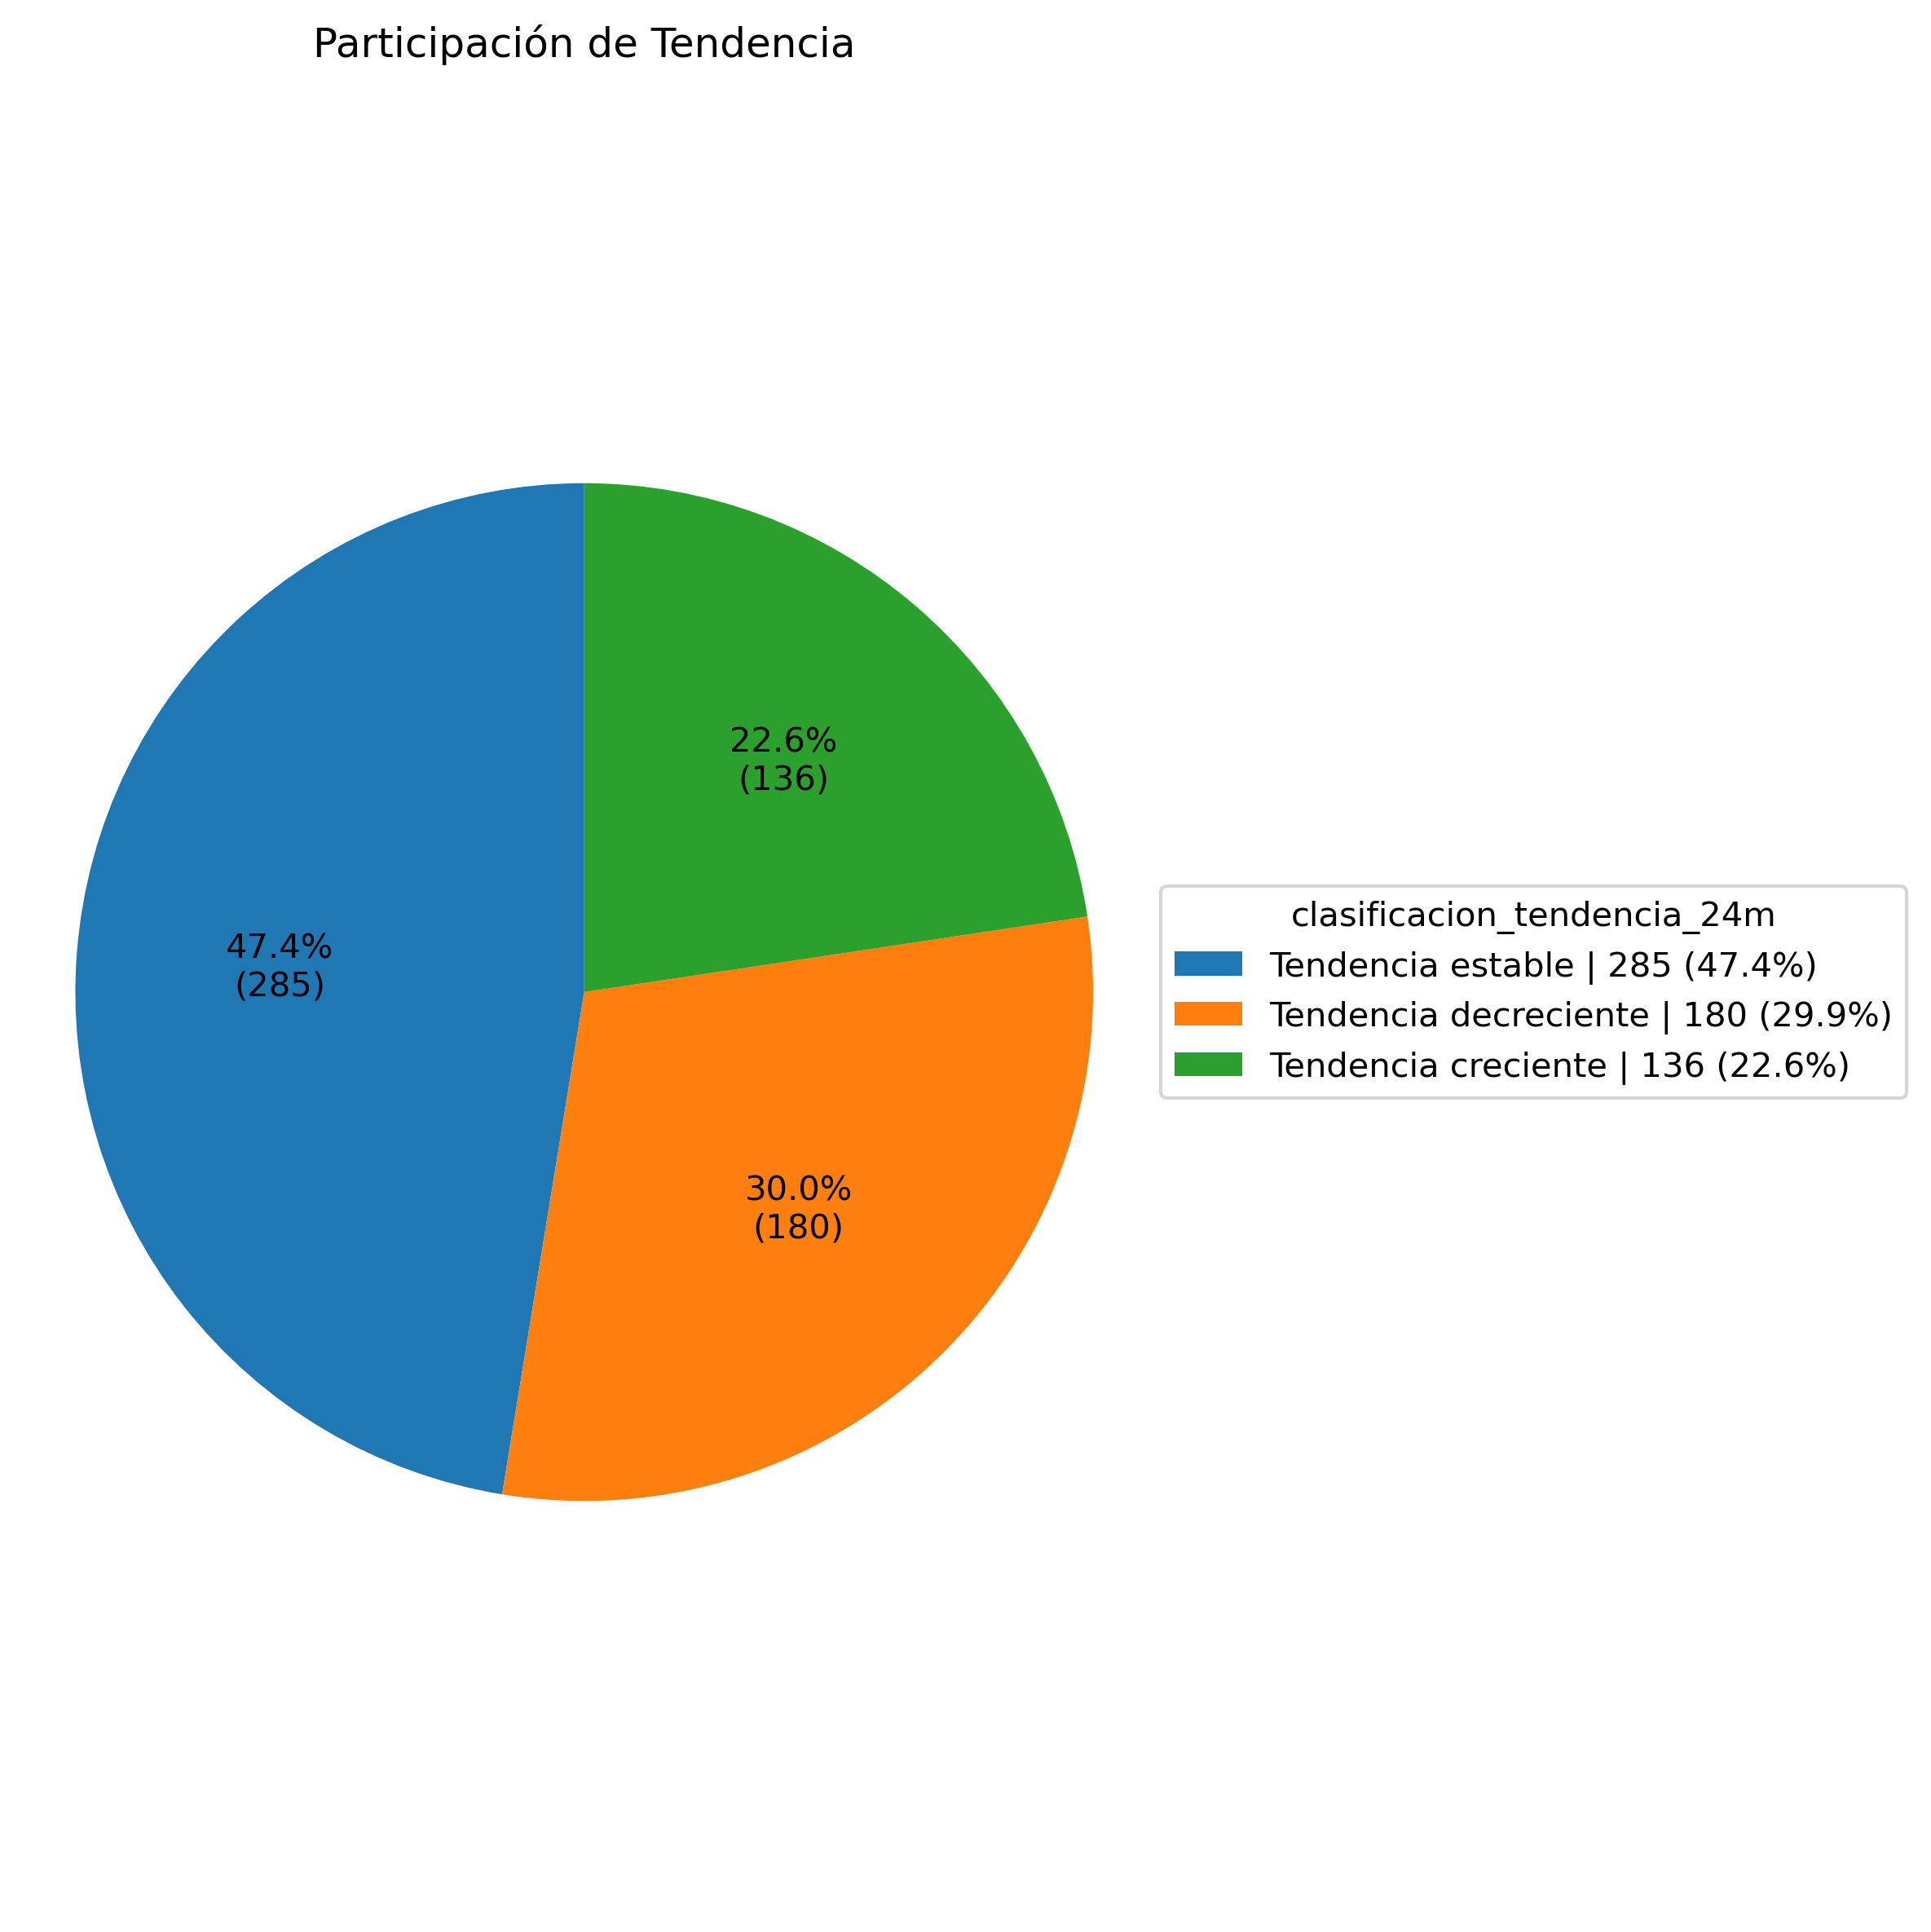 Participación de Tendencia
22.6%
(136)
47.4%
(285)
30.0%
(180)
clasificacion_tendencia_24m
Tendencia estable | 285 (47.4%)
Tendencia decreciente | 180 (29.9%)
Tendencia creciente | 136 (22.6%)